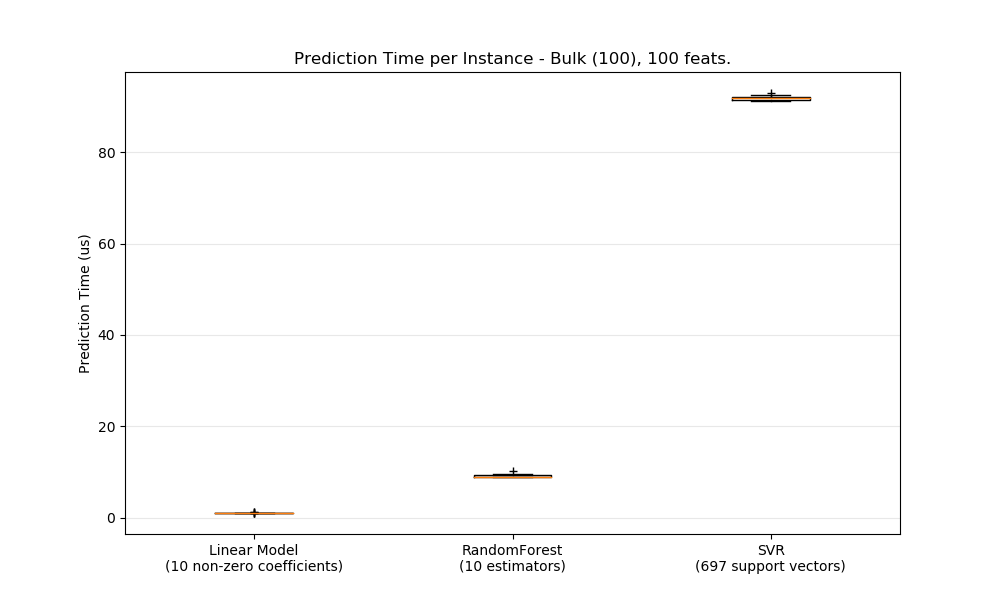 Prediction Time per Instance - Bulk (100), 100 feats.
Prediction Time (us)
80
60
40
20
0
Linear Model
(10 non-zero coefficients)
RandomForest
(10 estimators)
SVR
(697 support vectors)